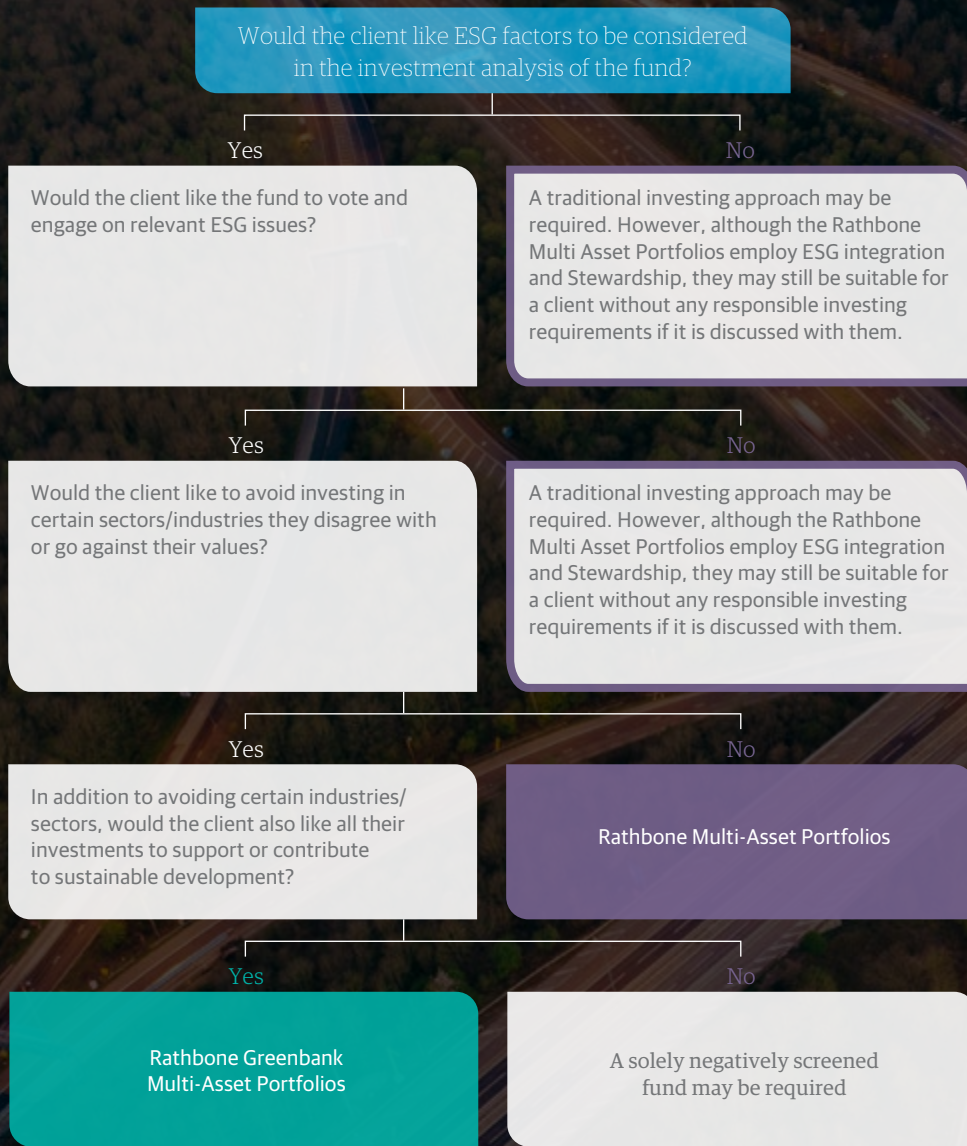 Would the client like ESG factors to be considered
in the investment analysis of the fund?
Yes
No
Would the client like the fund to vote and
engage on relevant ESG issues?
A traditional investing approach may be
required. However, although the Rathbone
Multi Asset Portfolios employ ESG integration
and Stewardship, they may still be suitable for
a client without any responsible investing
requirements if it is discussed with them.
Yes
No
Would the client like to avoid investing in
certain sectors/industries they disagree with
or go against their values?
A traditional investing approach may be
required. However, although the Rathbone
Multi Asset Portfolios employ ESG integration
and Stewardship, they may still be suitable for
a client without any responsible investing
requirements if it is discussed with them.
Yes
No
In addition to avoiding certain industries/
sectors, would the client also like all their
investments to support or contribute
to sustainable development?
Rathbone Multi-Asset Portfolios
Yes
No
Rathbone Greenbank
Multi-Asset Portfolios
A solely negatively screened
fund may be required